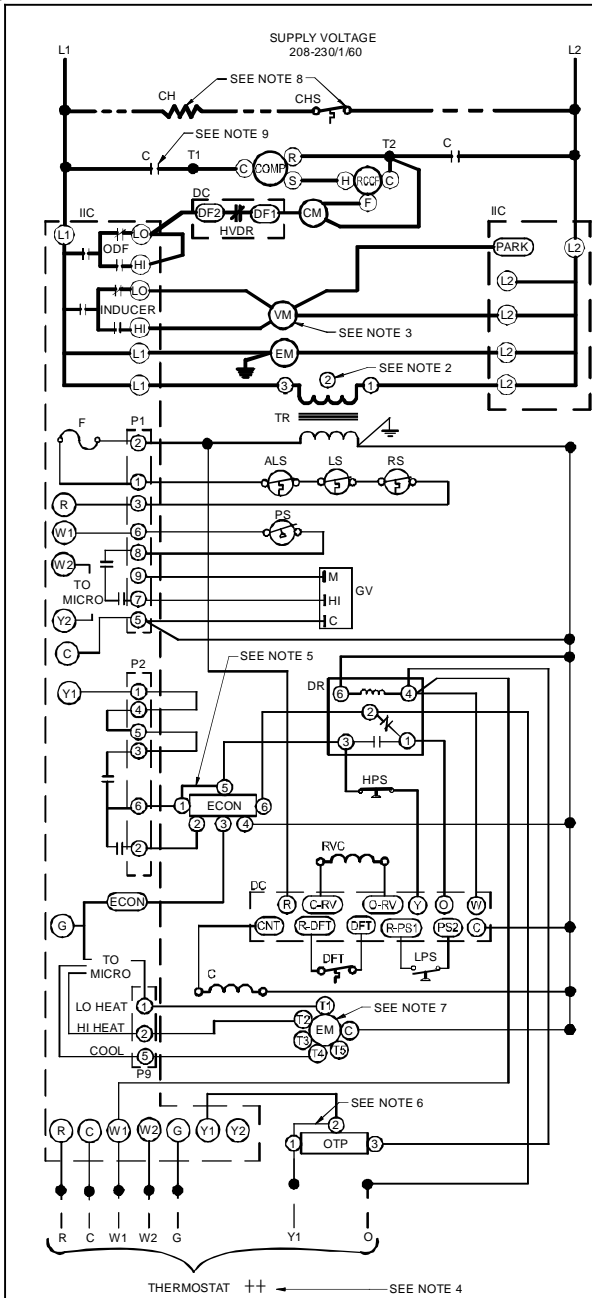 SUPPLY VOLTAGE
208-230/1/60
L1
L2
CH
SEE NOTE 8
CHS
SEE NOTE 9
C
T1
C
COMP
R
S
H
RCCR
C
F
T2
C
DC
DF2
DF1
HVDR
CM
IIC
IIC
L1
LO
ODF
HI
PARK
L2
L2
LO
INDUCER
HI
VM
SEE NOTE 3
L2
L1
EM
L2
SEE NOTE 2
L1
3
2
1
L2
TR
F
P1
2
1
ALS
LS
RS
R
3
W1
6
PS
8
W2
9
TO
MICRO
7
M
HI
C
GV
Y2
5
C
P2
SEE NOTE 5
Y1
1
4
5
3
6
2
DR
6
4
2
3
1
HPS
5
1
ECON
6
2
3
4
RVC
DC
R
C-RV
O-RV
Y
O
W
CNT
R-DFT
DFT
R-PS1
PS2
C
ECON
G
DFT
LPS
TO
MICRO
C
LO HEAT
1
T1
SEE NOTE 7
HI HEAT
2
T2
EM
C
T3
T4
T5
COOL
5
P9
SEE NOTE 6
R
C
W1
W2
G
Y1
Y2
2
1
OTP
3
R
C
W1
W2
G
Y1
O
THERMOSTAT ++
SEE NOTE 4